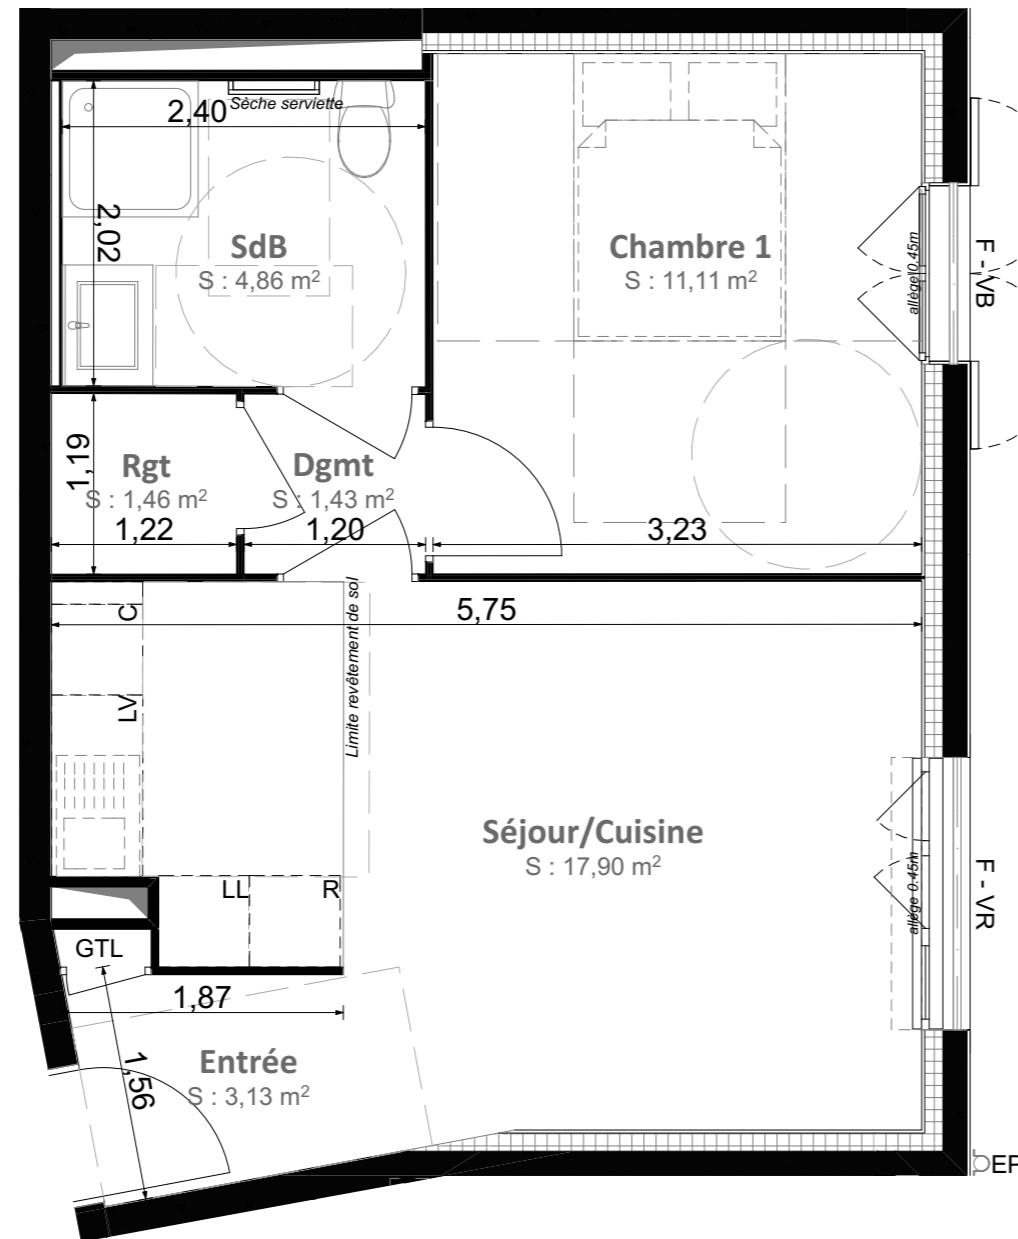 Sèche serviette
2,40
2,02
SdB
S : 4,86 m²
Chambre 1
S : 11,11 m²
allège 0.45m
F - VB
1,19
Rgt
S : 1,46 m²
1,22
Dgmt
S : 1,43 m²
1,20
3,23
5,75
C
LV
Limite revêtement de sol
Séjour/Cuisine
S : 17,90 m²
allège 0.45m
F - VR
LL
R
GTL
1,87
1,56
Entrée
S : 3,13 m²
EP